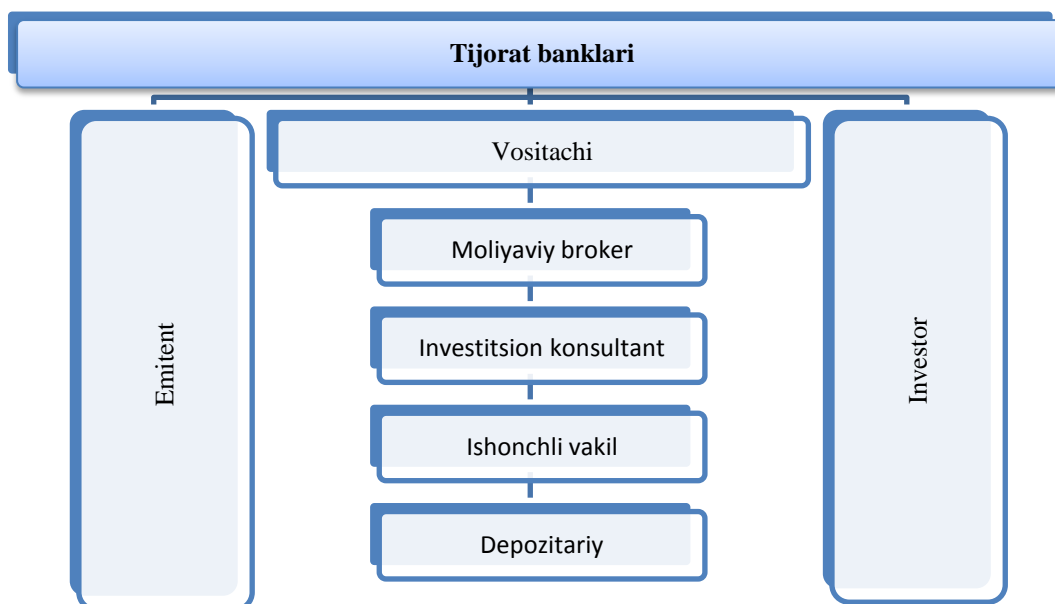 Tijorat banklari
Emitent
Vositachi
Moliyaviy broker
Investitsion konsultant
Ishonchli vakil
Depozitariy
Investor